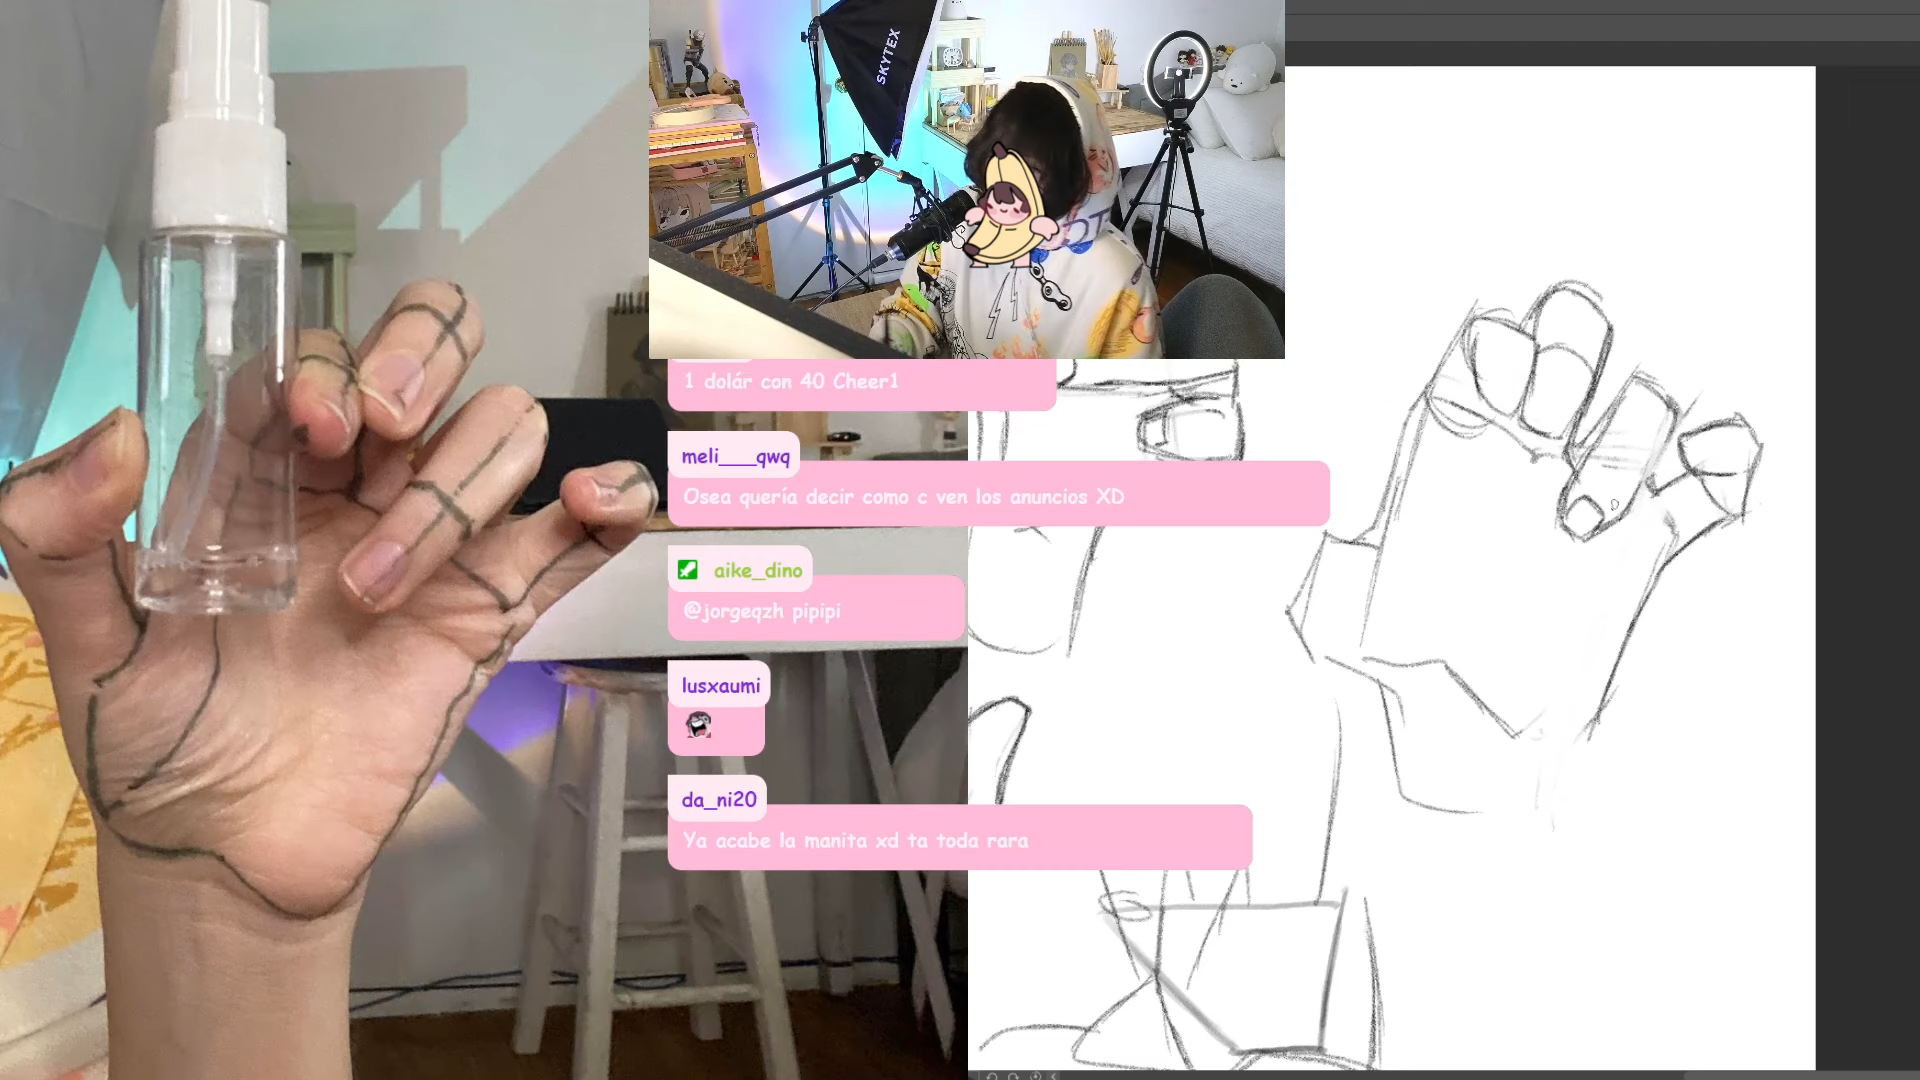 SKYTEX
1 dolár con 40 Cheer1
meli___qwq
Osea quería decir como c ven los anuncios XD
aike_dino
@jorgeqzh pipipi
lusxaumi
da_ni20
Ya acabe la manita xd ta toda rara